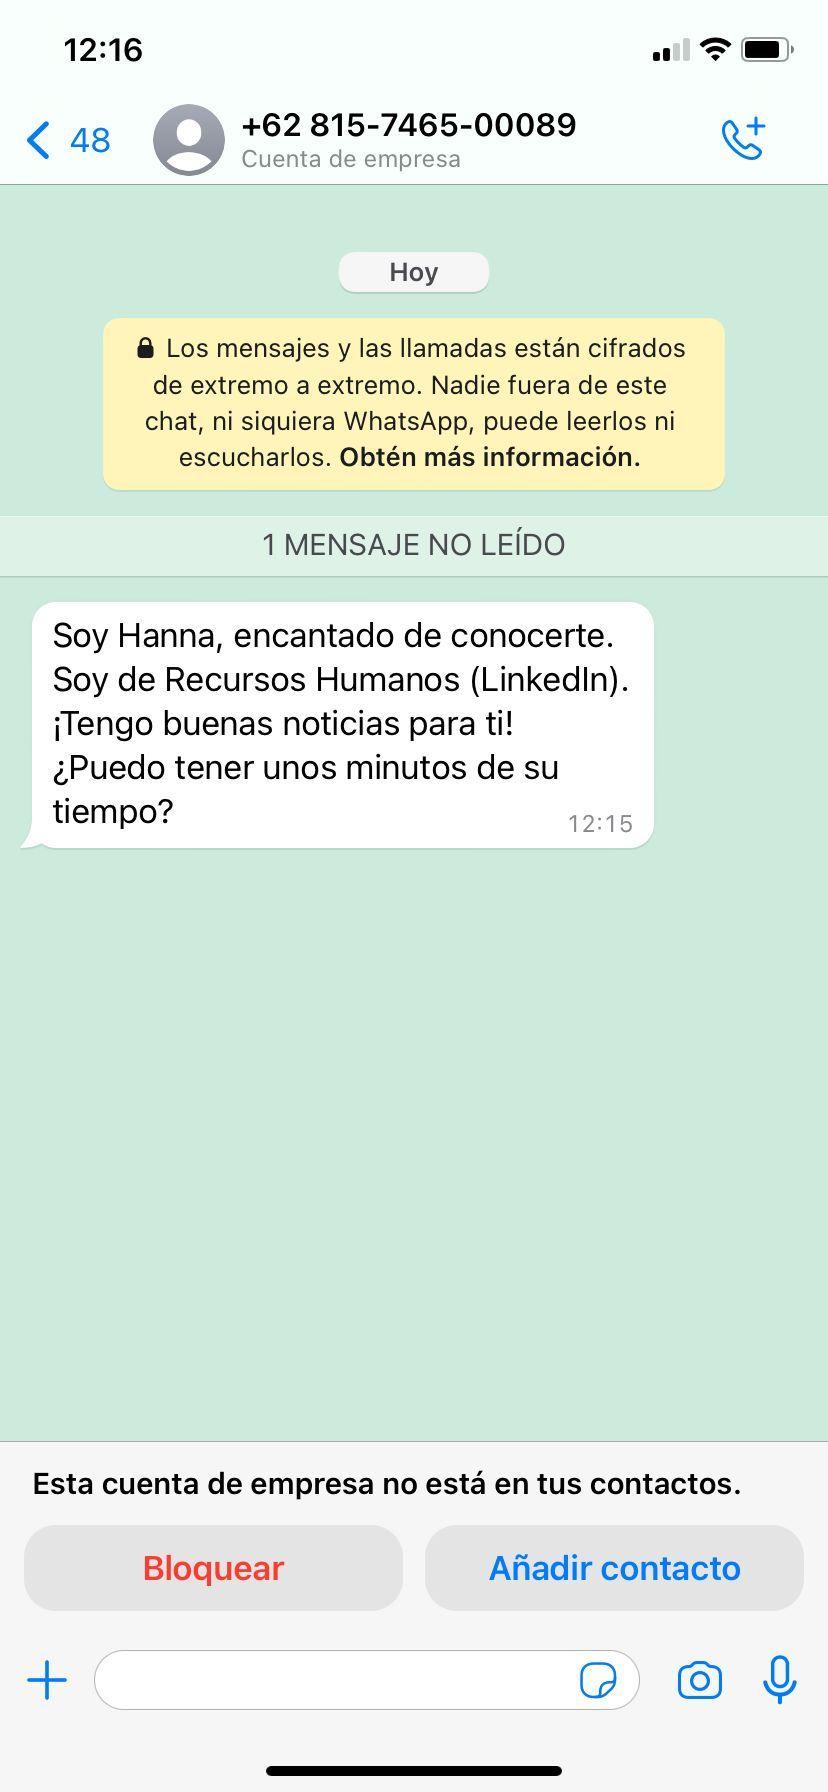 12:16
48
+62 815-7465-00089
Cuenta de empresa
Hoy
Los mensajes y las llamadas están cifrados
de extremo a extremo. Nadie fuera de este
chat, ni siquiera WhatsApp, puede leerlos ni
escucharlos. Obtén más información.
1 MENSAJE NO LEÍDO
Soy Hanna, encantado de conocerte.
Soy de Recursos Humanos (LinkedIn).
¡Tengo buenas noticias para ti!
¿Puedo tener unos minutos de su
tiempo?
12:15
Esta cuenta de empresa no está en tus contactos.
Bloquear
Añadir contacto